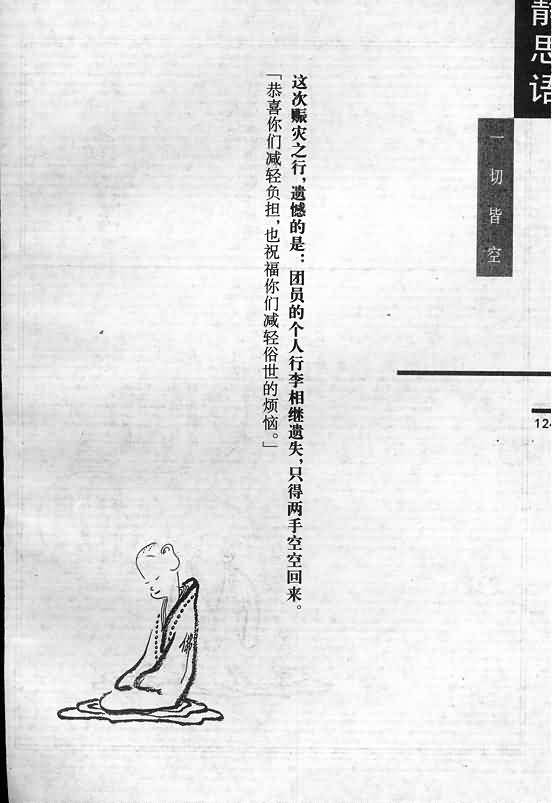 静思语
一切皆空
这次赈灾之行，遗憾的是：团员的个人行李相继遗失，只得两手空空回来。
「恭喜你们减轻负担，也祝福你们减轻俗世的烦恼。」
佛